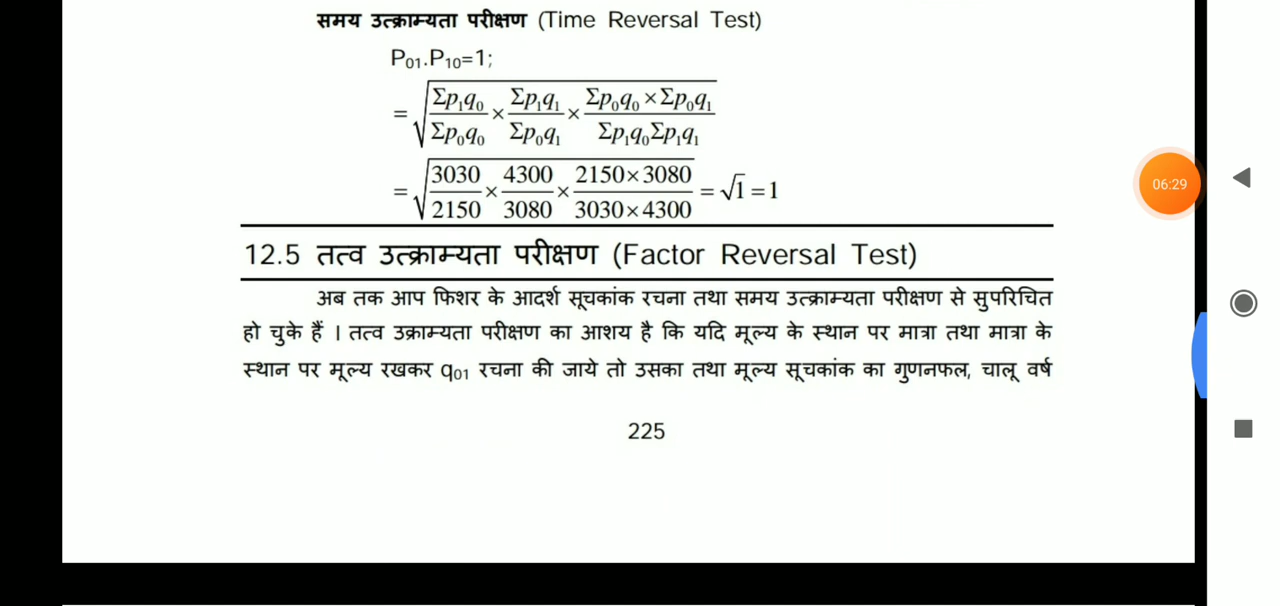 समय उत्क्राम्यता परीक्षण (Time Reversal Test)
P₀₁.P₁₀=1;
= √(Σp₁q₀/Σp₀q₀ × Σp₁q₁/Σp₀q₁ × Σp₀q₀ × Σp₀q₁/Σp₁q₀Σp₁q₁)
= √(3030/2150 × 4300/3080 × 2150×3080/3030×4300) = √1 = 1
06:29
12.5 तत्व उत्क्राम्यता परीक्षण (Factor Reversal Test)
अब तक आप फिशर के आदर्श सूचकांक रचना तथा समय उत्क्राम्यता परीक्षण से सुपरिचित
हो चुके हैं । तत्व उक्राम्यता परीक्षण का आशय है कि यदि मूल्य के स्थान पर मात्रा तथा मात्रा के
स्थान पर मूल्य रखकर q₀₁ रचना की जाये तो उसका तथा मूल्य सूचकांक का गुणनफल, चालू वर्ष
225